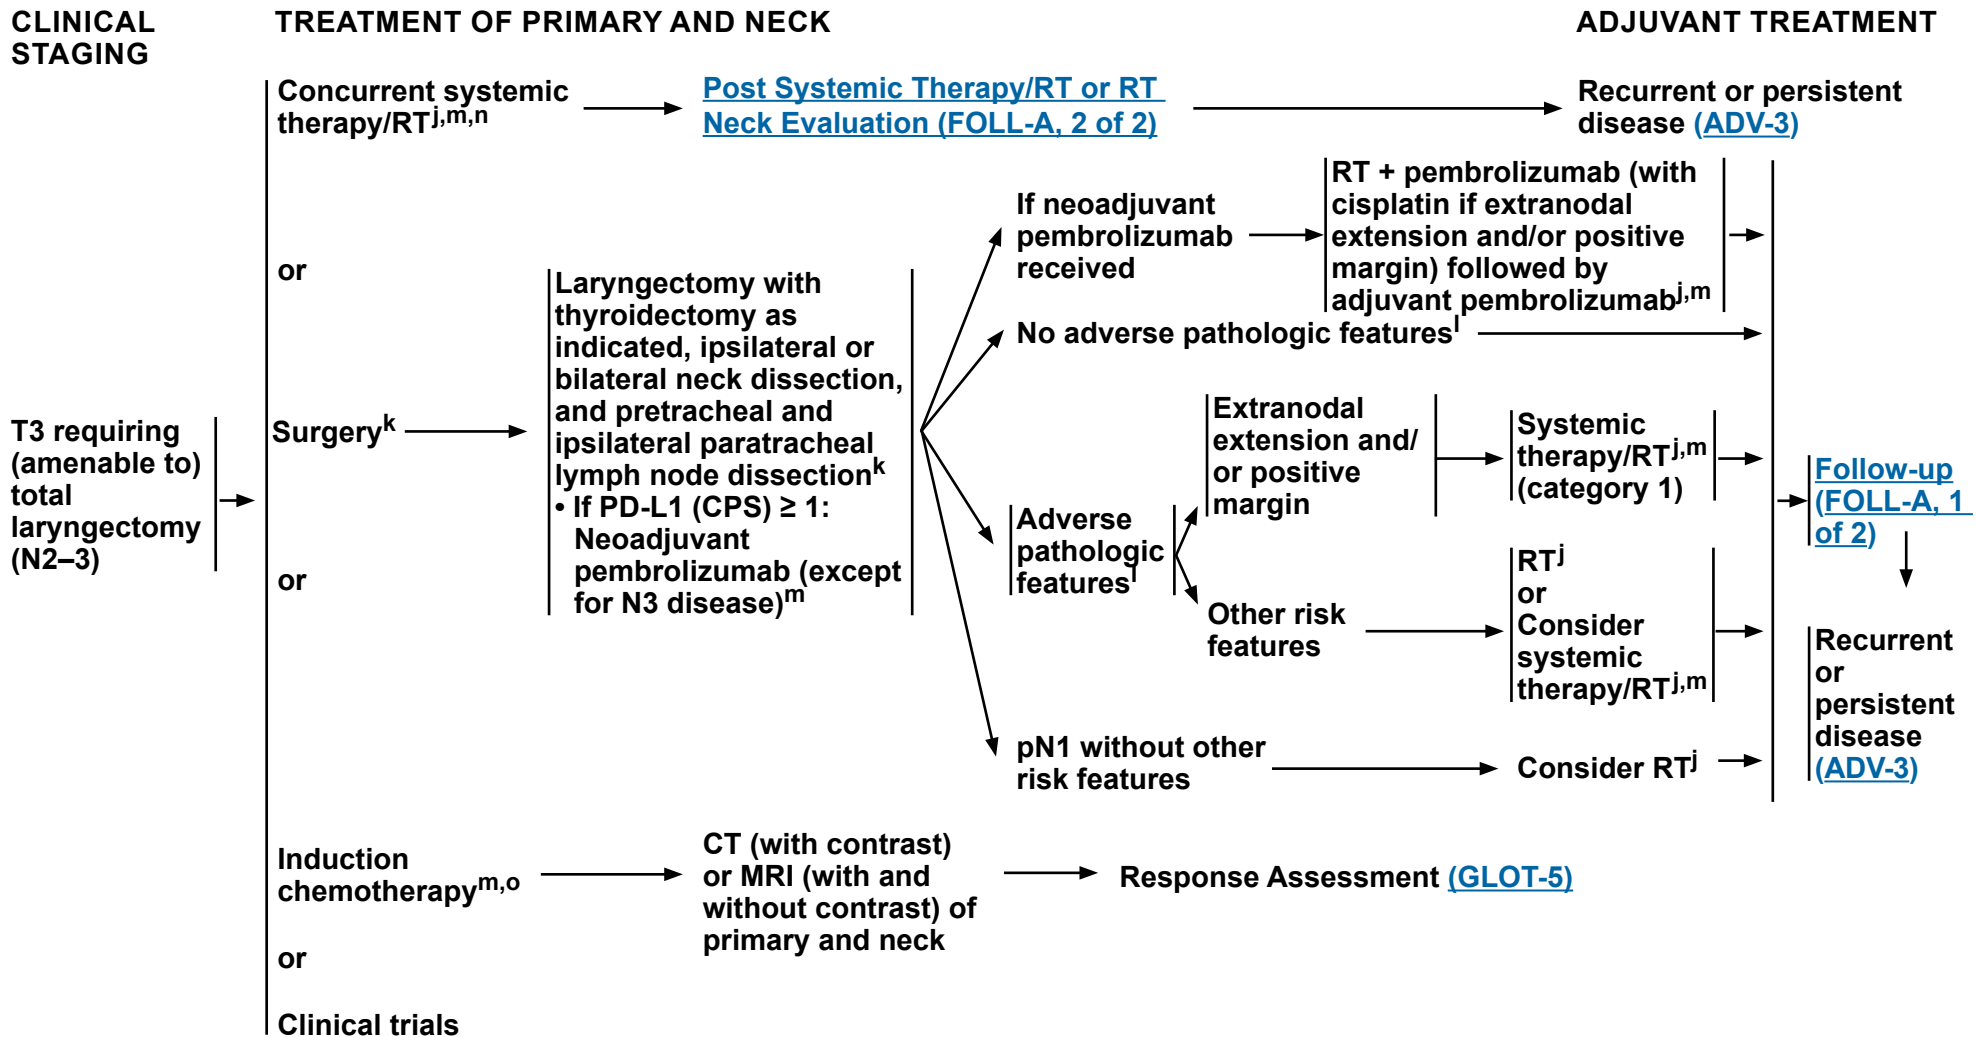 CLINICAL
STAGING
TREATMENT OF PRIMARY AND NECK
ADJUVANT TREATMENT
T3 requiring
(amenable to)
total
laryngectomy
(N2–3)
Concurrent systemic
therapy/RTj,m,n
Post Systemic Therapy/RT or RT
Neck Evaluation (FOLL-A, 2 of 2)
Recurrent or persistent
disease (ADV-3)
or
Surgeryk
Laryngectomy with
thyroidectomy as
indicated, ipsilateral or
bilateral neck dissection,
and pretracheal and
ipsilateral paratracheal
lymph node dissectionk
• If PD-L1 (CPS) ≥ 1:
Neoadjuvant
pembrolizumab (except
for N3 disease)m
If neoadjuvant
pembrolizumab
received
RT + pembrolizumab (with
cisplatin if extranodal
extension and/or positive
margin) followed by
adjuvant pembrolizumabj,m
No adverse pathologic featuresl
Adverse
pathologic
featuresl
Extranodal
extension and/
or positive
margin
Systemic
therapy/RTj,m
(category 1)
Other risk
features
RTj
or
Consider
systemic
therapy/RTj,m
pN1 without other
risk features
Consider RTj
Follow-up
(FOLL-A, 1
of 2)
Recurrent
or
persistent
disease
(ADV-3)
or
Induction
chemotherapym,o
CT (with contrast)
or MRI (with and
without contrast) of
primary and neck
Response Assessment (GLOT-5)
or
Clinical trials